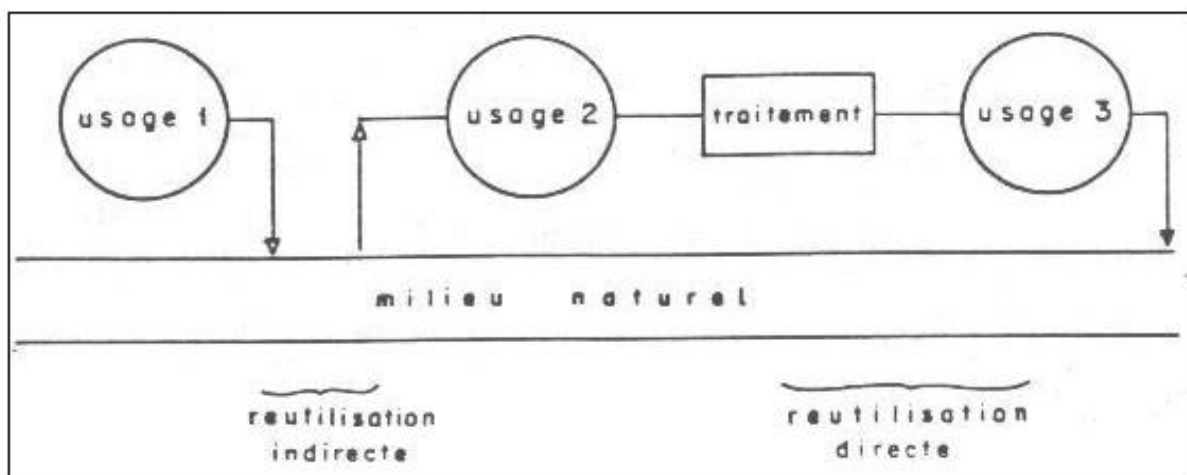 usage 1
usage 2
traitement
usage 3
milieu naturel
reutilisation
indirecte
reutilisation
directe